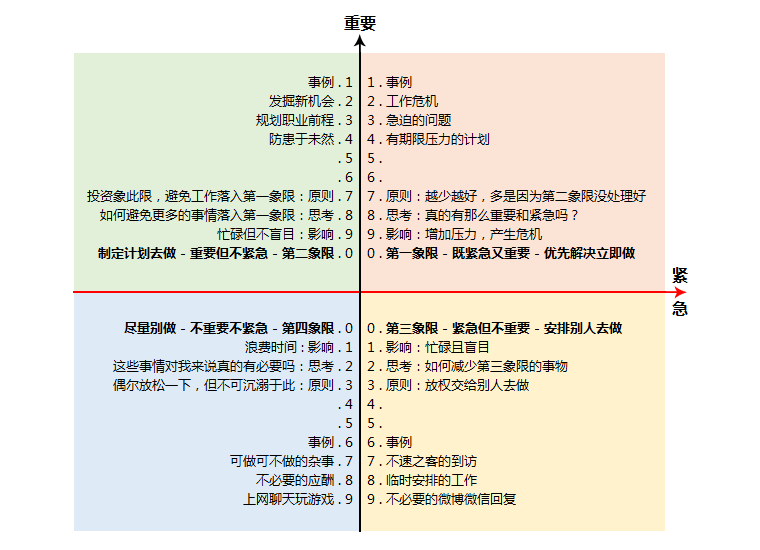 重要
事例 . 1
发掘新机会 . 2
规划职业前程 . 3
防患于未然 . 4
. 5
. 6
投资象此限，避免工作落入第一象限：原则 . 7
如何避免更多的事情落入第一象限：思考 . 8
忙碌但不盲目：影响 . 9
制定计划去做 - 重要但不紧急 - 第二象限 . 0
1 . 事例
2 . 工作危机
3 . 急迫的问题
4 . 有期限压力的计划
5 .
6 .
7 . 原则：越少越好，多是因为第二象限没处理好
8 . 思考：真的有那么重要和紧急吗？
9 . 影响：增加压力，产生危机
0 . 第一象限 - 既紧急又重要 - 优先解决立即做
紧
急
尽量别做 - 不重要不紧急 - 第四象限 . 0
浪费时间：影响 . 1
这些事情对我来说真的有必要吗：思考 . 2
偶尔放松一下，但不可沉溺于此：原则 . 3
. 4
. 5
事例 . 6
可做可不做的杂事 . 7
不必要的应酬 . 8
上网聊天玩游戏 . 9
0 . 第三象限 - 紧急但不重要 - 安排别人去做
1 . 影响：忙碌且盲目
2 . 思考：如何减少第三象限的事物
3 . 原则：放权交给别人去做
4 .
5 .
6 . 事例
7 . 不速之客的到访
8 . 临时安排的工作
9 . 不必要的微博微信回复